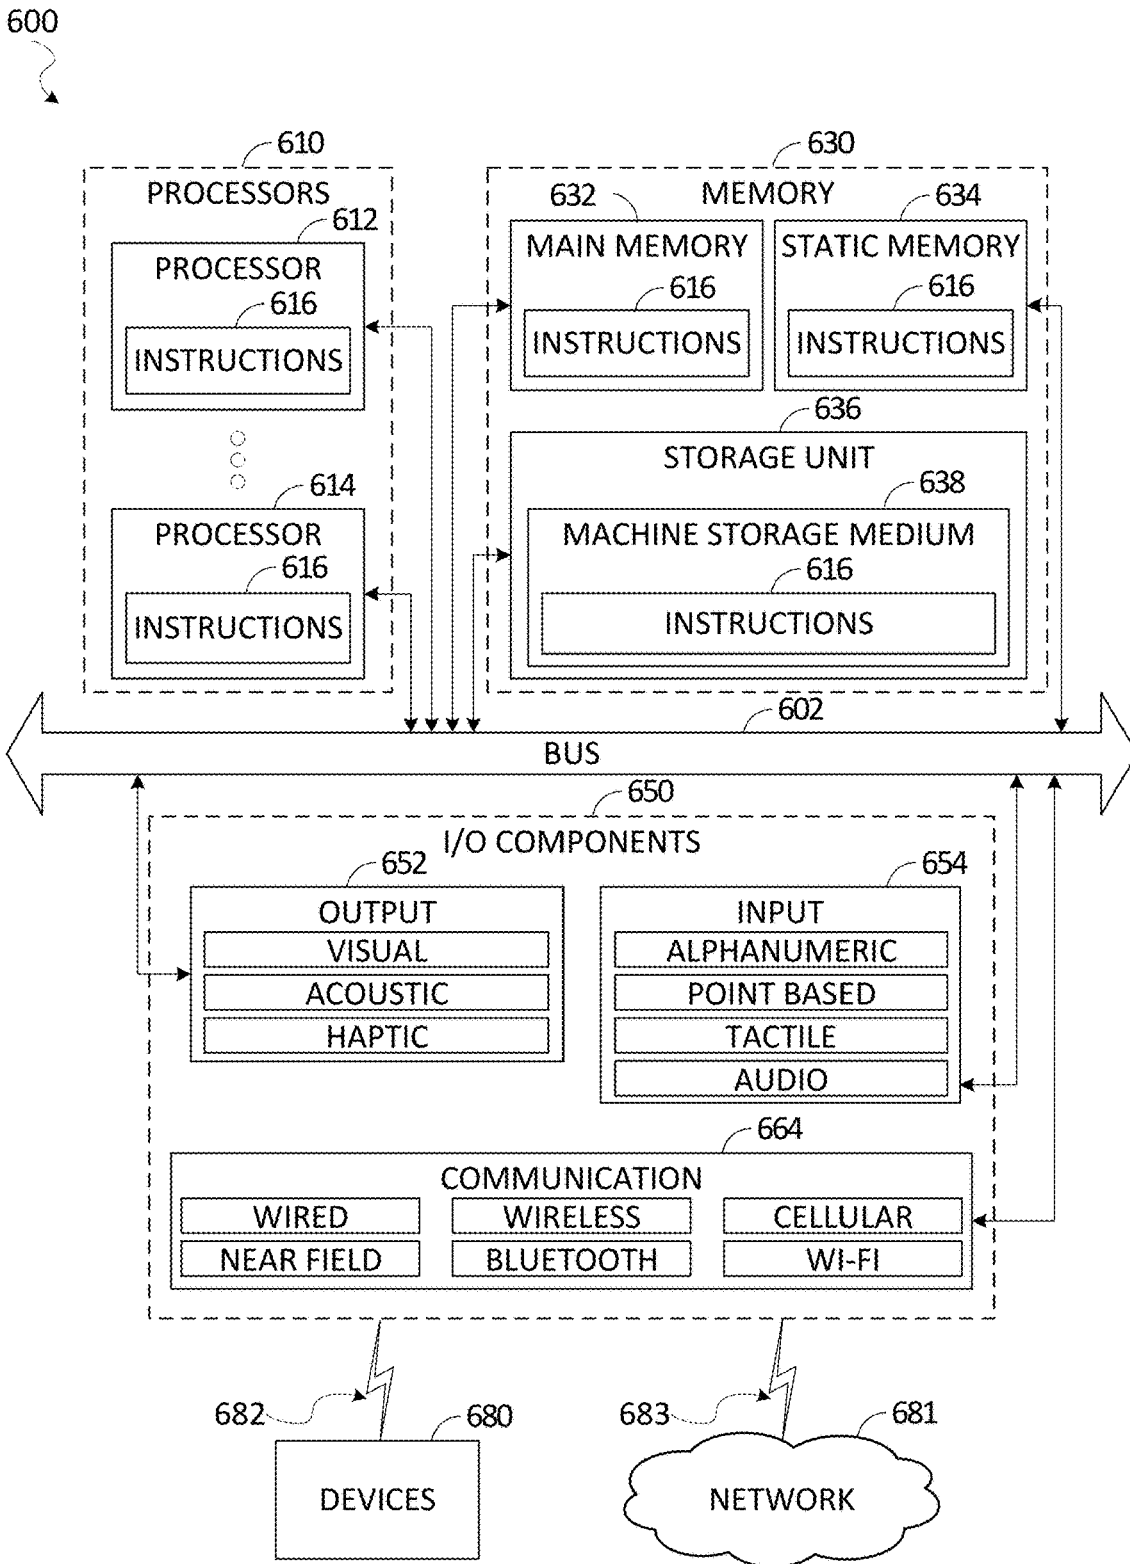 600
610
PROCESSORS
612
PROCESSOR
616
INSTRUCTIONS
614
PROCESSOR
616
INSTRUCTIONS
630
MEMORY
632
MAIN MEMORY
616
INSTRUCTIONS
634
STATIC MEMORY
616
INSTRUCTIONS
636
STORAGE UNIT
638
MACHINE STORAGE MEDIUM
616
INSTRUCTIONS
602
BUS
650
I/O COMPONENTS
652
OUTPUT
VISUAL
ACOUSTIC
HAPTIC
654
INPUT
ALPHANUMERIC
POINT BASED
TACTILE
AUDIO
664
COMMUNICATION
WIRED
WIRELESS
CELLULAR
NEAR FIELD
BLUETOOTH
WI-FI
682
680
DEVICES
683
681
NETWORK